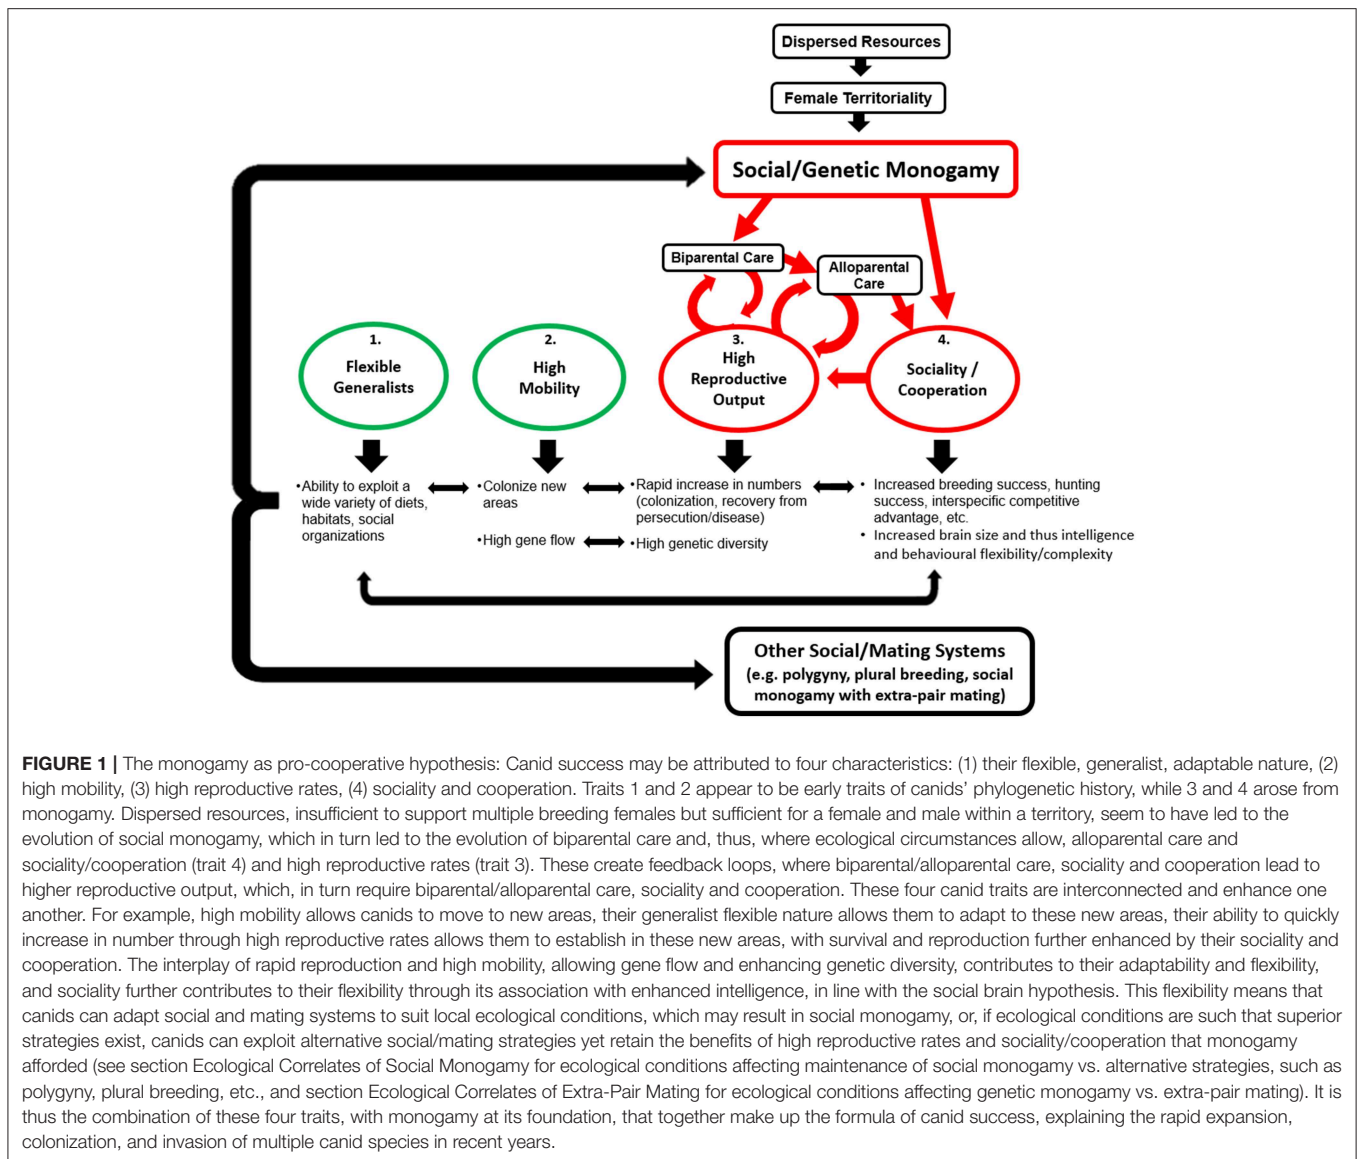 Dispersed Resources
Female Territoriality
Social/Genetic Monogamy
Biparental Care
Alloparental
Care
1.
Flexible
Generalists
2.
High
Mobility
3.
High
Reproductive
Output
4.
Sociality /
Cooperation
•Ability to exploit a
wide variety of diets,
habitats, social
organizations
•Colonize new
areas
•High gene flow
•Rapid increase in numbers
(colonization, recovery from
persecution/disease)
•High genetic diversity
• Increased breeding success, hunting
success, interspecific competitive
advantage, etc.
• Increased brain size and thus intelligence
and behavioural flexibility/complexity
Other Social/Mating Systems
(e.g. polygyny, plural breeding, social
monogamy with extra-pair mating)
FIGURE 1 | The monogamy as pro-cooperative hypothesis: Canid success may be attributed to four characteristics: (1) their flexible, generalist, adaptable nature, (2)
high mobility, (3) high reproductive rates, (4) sociality and cooperation. Traits 1 and 2 appear to be early traits of canids' phylogenetic history, while 3 and 4 arose from
monogamy. Dispersed resources, insufficient to support multiple breeding females but sufficient for a female and male within a territory, seem to have led to the
evolution of social monogamy, which in turn led to the evolution of biparental care and, thus, where ecological circumstances allow, alloparental care and
sociality/cooperation (trait 4) and high reproductive rates (trait 3). These create feedback loops, where biparental/alloparental care, sociality and cooperation lead to
higher reproductive output, which, in turn require biparental/alloparental care, sociality and cooperation. These four canid traits are interconnected and enhance one
another. For example, high mobility allows canids to move to new areas, their generalist flexible nature allows them to adapt to these new areas, their ability to quickly
increase in number through high reproductive rates allows them to establish in these new areas, with survival and reproduction further enhanced by their sociality and
cooperation. The interplay of rapid reproduction and high mobility, allowing gene flow and enhancing genetic diversity, contributes to their adaptability and flexibility,
and sociality further contributes to their flexibility through its association with enhanced intelligence, in line with the social brain hypothesis. This flexibility means that
canids can adapt social and mating systems to suit local ecological conditions, which may result in social monogamy, or, if ecological conditions are such that superior
strategies exist, canids can exploit alternative social/mating strategies yet retain the benefits of high reproductive rates and sociality/cooperation that monogamy
afforded (see section Ecological Correlates of Social Monogamy for ecological conditions affecting maintenance of social monogamy vs. alternative strategies, such as
polygyny, plural breeding, etc., and section Ecological Correlates of Extra-Pair Mating for ecological conditions affecting genetic monogamy vs. extra-pair mating). It is
thus the combination of these four traits, with monogamy at its foundation, that together make up the formula of canid success, explaining the rapid expansion,
colonization, and invasion of multiple canid species in recent years.